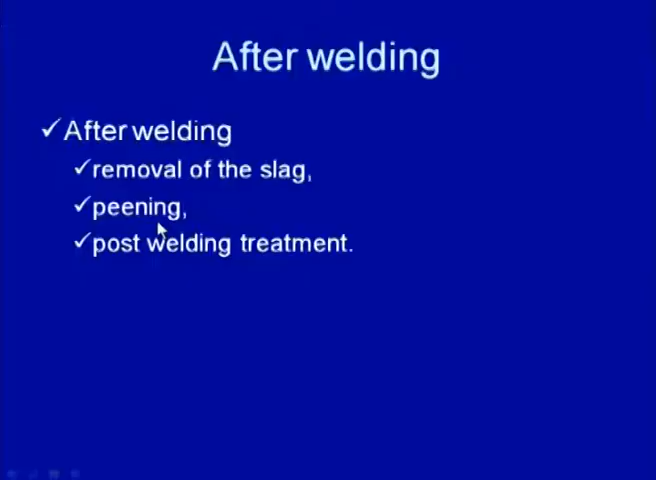 After welding
✓After welding
✓removal of the slag,
✓peening,
✓post welding treatment.